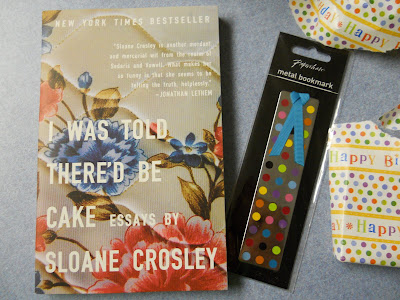 NEW YORK TIMES BESTSELLER
"Sloane Crosley is another mordant
and mercurial wit from the realm of
Sedaris and Vowell. What makes her
so funny is that she seems to be
telling the truth, helplessly."
—JONATHAN LETHEM
I WAS TOLD
THERE'D BE
CAKE ESSAYS BY
SLOANE CROSLEY
Papyrus
metal bookmark
Happy
Happy Bi
Happy